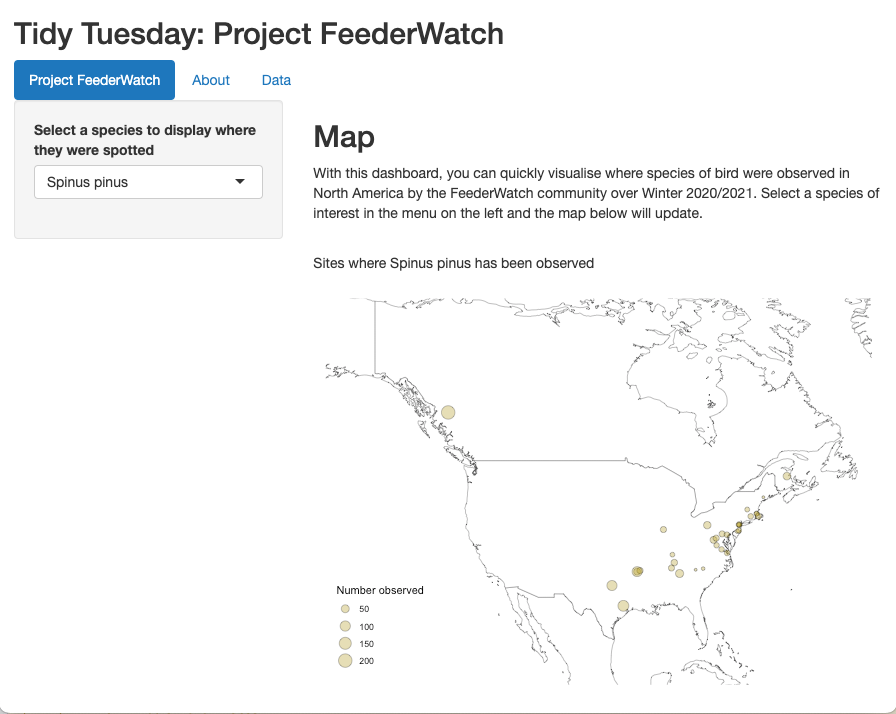 Tidy Tuesday: Project FeederWatch
Project FeederWatch
About
Data
Select a species to display where
they were spotted
Spinus pinus
Map
With this dashboard, you can quickly visualise where species of bird were observed in
North America by the FeederWatch community over Winter 2020/2021. Select a species of
interest in the menu on the left and the map below will update.
Sites where Spinus pinus has been observed
Number observed
50
100
150
200